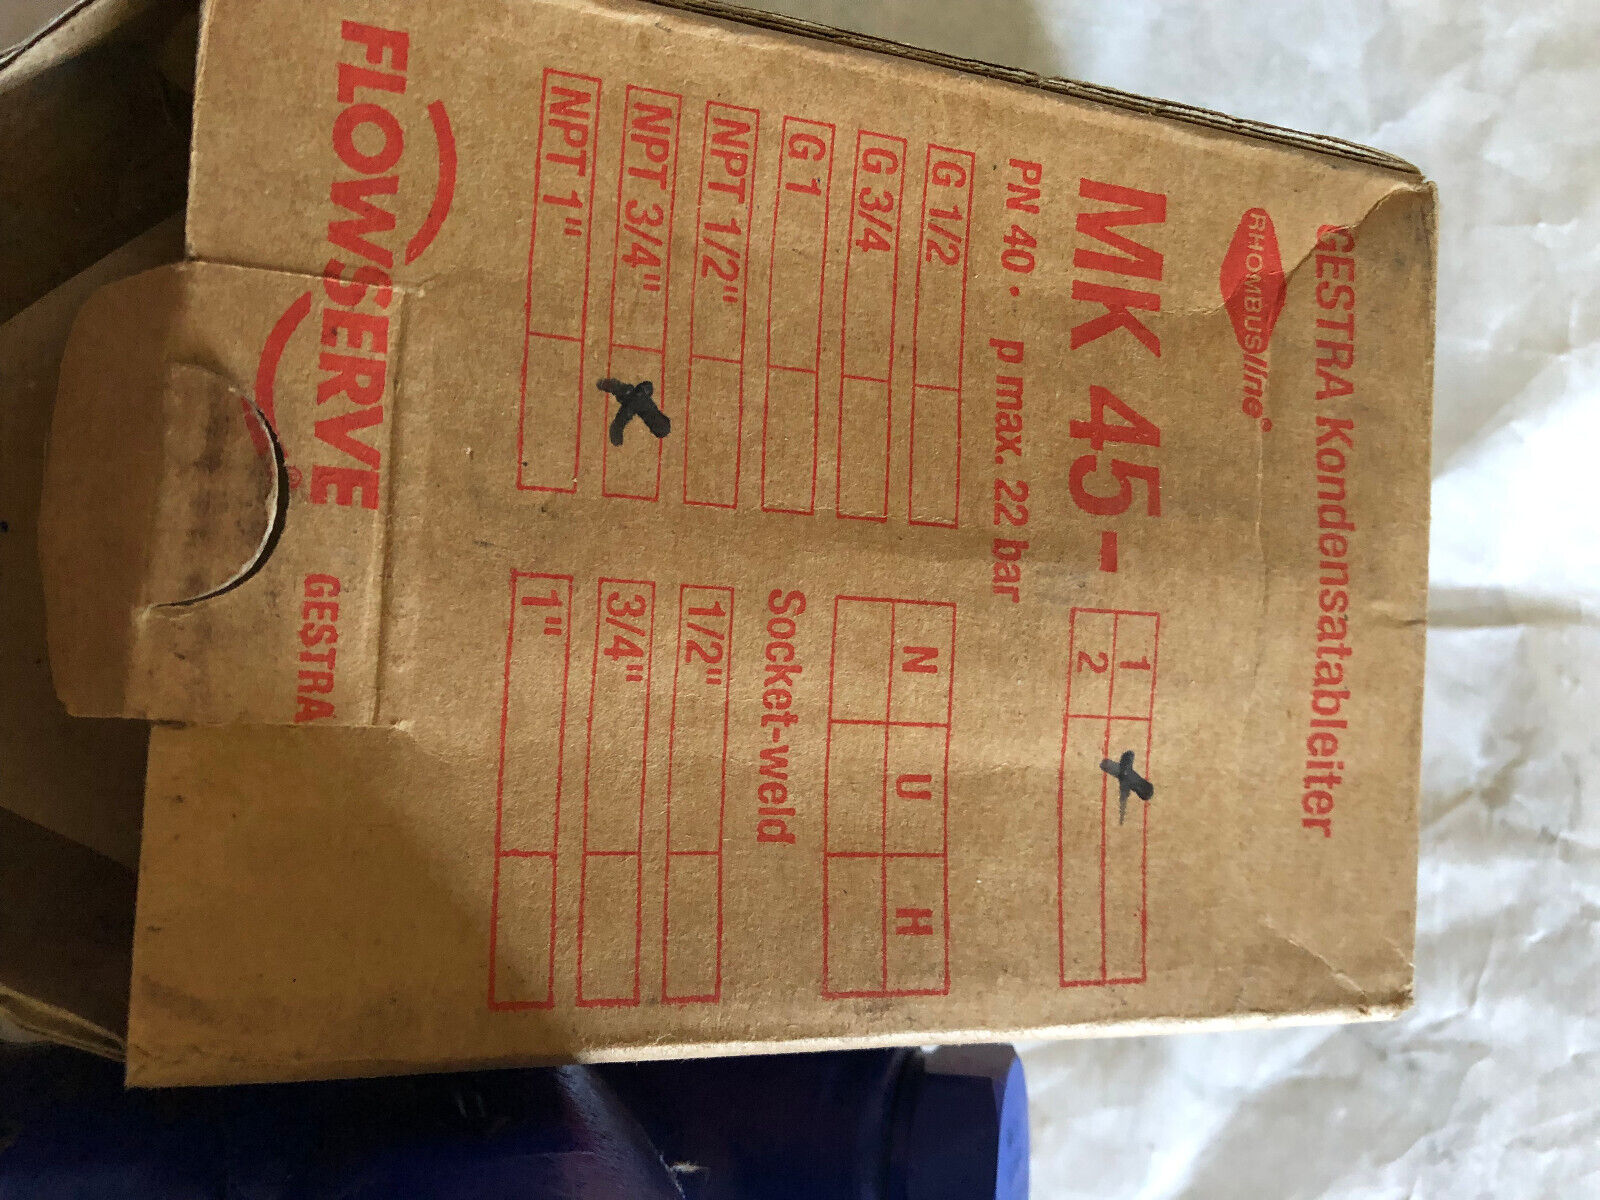 GESTRA Kondensatableiter
RHOMBUSline®
MK 45-
1
2
PN 40 · p max. 22 bar
G 1/2
G 3/4
G 1
NPT 1/2"
NPT 3/4"
NPT 1"
N U H
Socket-weld
1/2"
3/4"
1"
FLOWSERVE
®
GESTRA